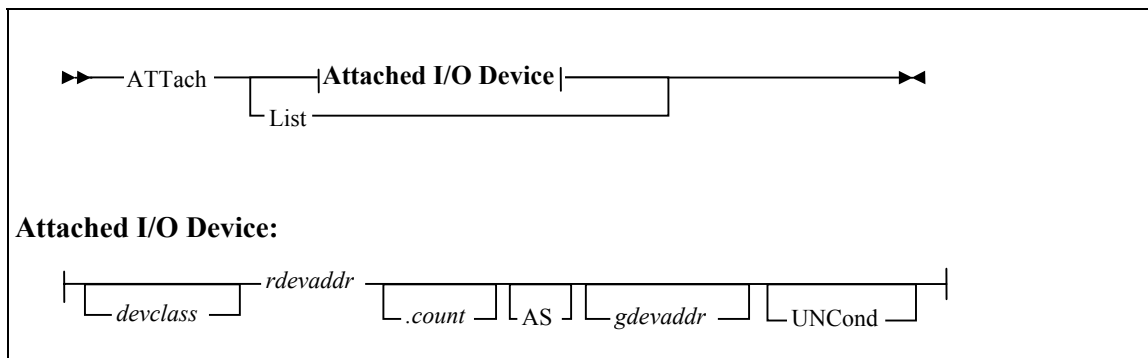 ATTach |Attached I/O Device|
List
Attached I/O Device:
rdevaddr
devclass .count AS gdevaddr UNCond